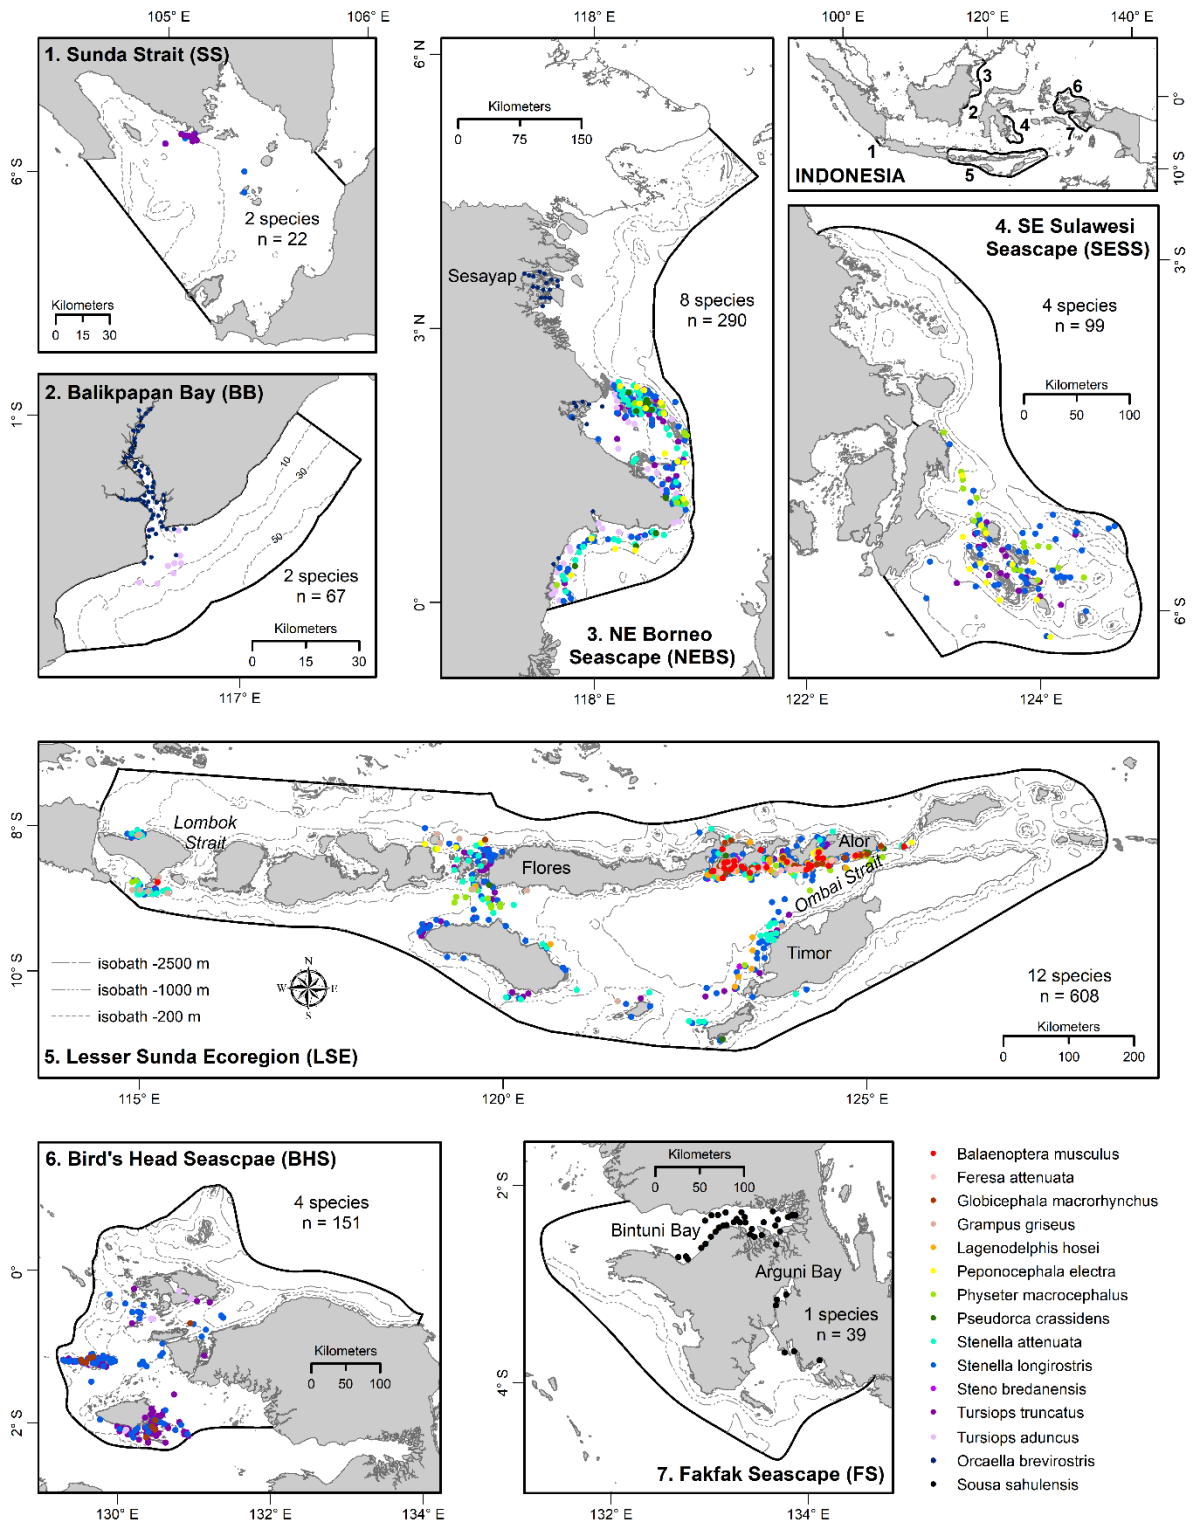 105° E
106° E
118° E
100° E
120° E
140° E
1. Sunda Strait (SS)
6° S
2 species
n = 22
Kilometers
0 15 30
2. Balikpapan Bay (BB)
1° S
10
30
50
2 species
n = 67
Kilometers
0 15 30
117° E
6° N
3° N
0°
Kilometers
0 75 150
Sesayap
8 species
n = 290
3. NE Borneo
Seascape (NEBS)
118° E
1
2
3
4
5
6
7
INDONESIA
0°
10° S
4. SE Sulawesi
Seascape (SESS)
4 species
n = 99
Kilometers
0 50 100
3° S
6° S
122° E
124° E
8° S
10° S
Lombok
Strait
Flores
Alor
Ombai Strait
Timor
isobath -2500 m
isobath -1000 m
isobath -200 m
N
W E
S
12 species
n = 608
Kilometers
0 100 200
5. Lesser Sunda Ecoregion (LSE)
115° E
120° E
125° E
6. Bird's Head Seascpae (BHS)
4 species
n = 151
0°
2° S
Kilometers
0 50 100
130° E
132° E
134° E
Kilometers
0 50 100
2° S
4° S
Bintuni Bay
Arguni Bay
1 species
n = 39
7. Fakfak Seascape (FS)
132° E
134° E
Balaenoptera musculus
Feresa attenuata
Globicephala macrorhynchus
Grampus griseus
Lagenodelphis hosei
Peponocephala electra
Physeter macrocephalus
Pseudorca crassidens
Stenella attenuata
Stenella longirostris
Steno bredanensis
Tursiops truncatus
Tursiops aduncus
Orcaella brevirostris
Sousa sahulensis